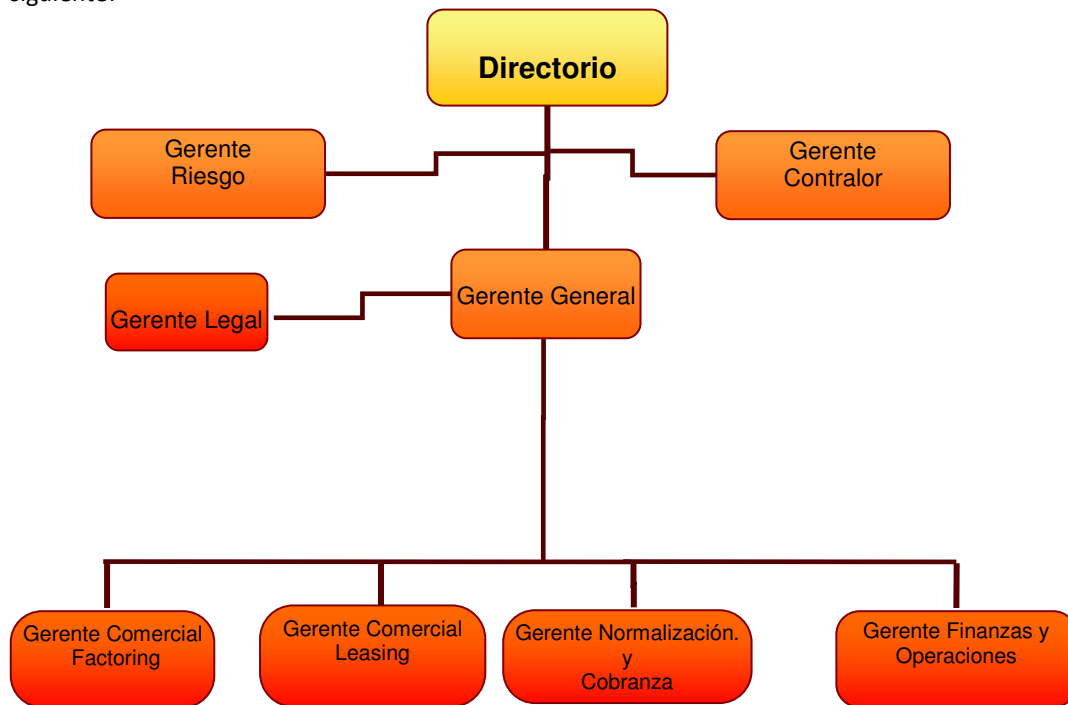 siguiente:
Directorio
Gerente
Riesgo
Gerente
Contralor
Gerente General
Gerente Legal
Gerente Comercial
Factoring
Gerente Comercial
Leasing
Gerente Normalización.
y
Cobranza
Gerente Finanzas y
Operaciones